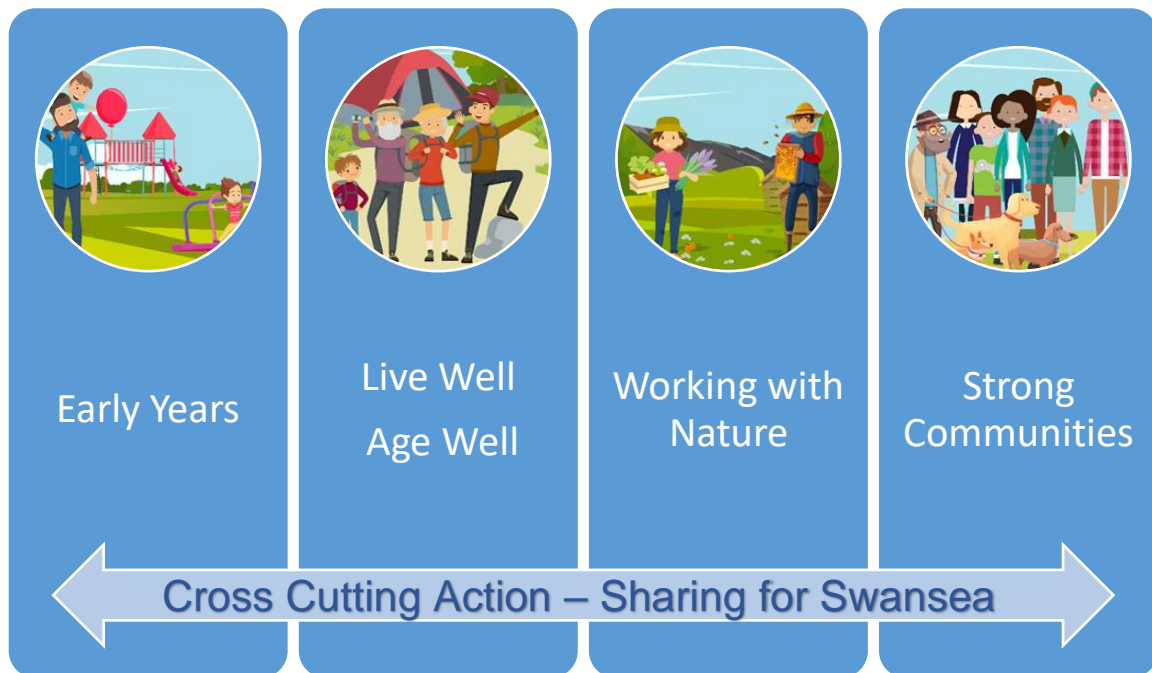 Early Years
Live Well
Age Well
Working with
Nature
Strong
Communities
Cross Cutting Action – Sharing for Swansea